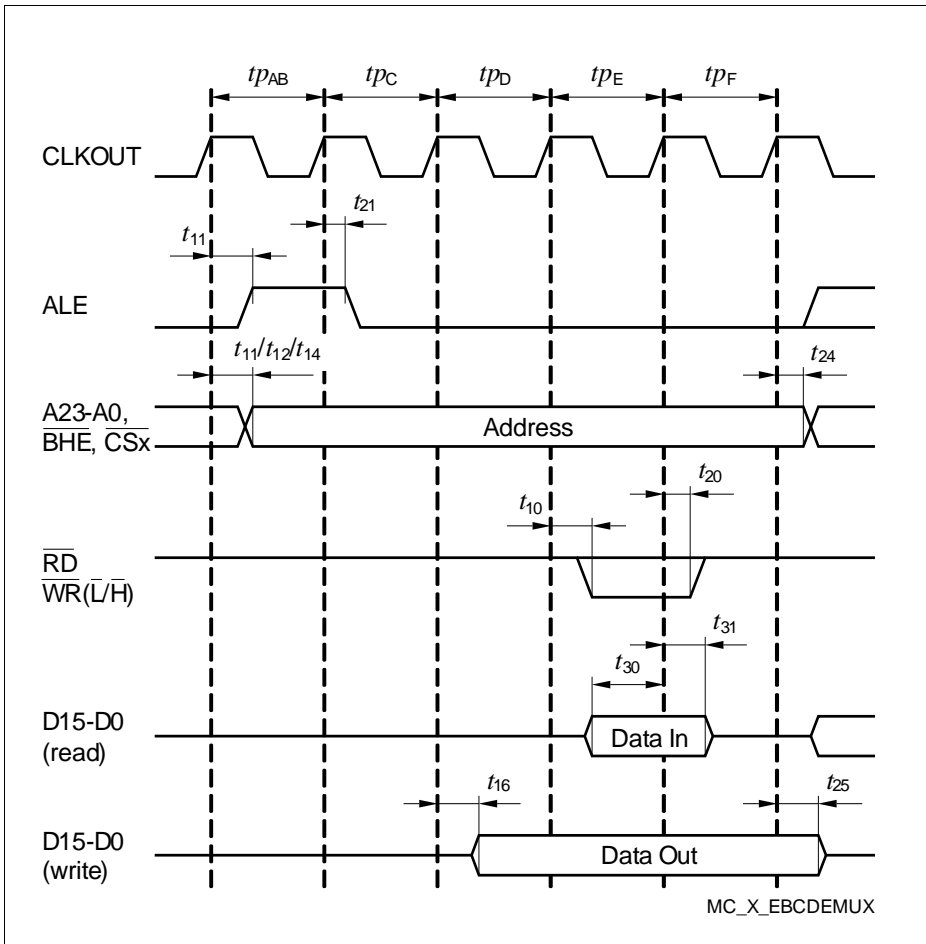 tpAB tpC tpD tpE tpF
CLKOUT
t21
t11
ALE
t11/t12/t14
t24
A23-A0,
BHE, CSx
Address
t20
t10
RD
WR(L/H)
t31
t30
D15-D0
(read)
Data In
t16
t25
D15-D0
(write)
Data Out
MC_X_EBCDEMUX